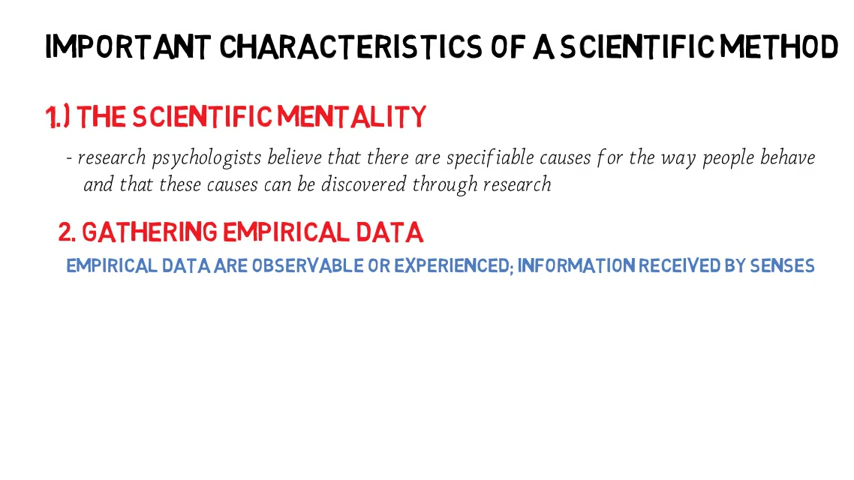 IMPORTANT CHARACTERISTICS OF A SCIENTIFIC METHOD
1.) THE SCIENTIFIC MENTALITY
- research psychologists believe that there are specifiable causes for the way people behave
and that these causes can be discovered through research
2. GATHERING EMPIRICAL DATA
EMPIRICAL DATA ARE OBSERVABLE OR EXPERIENCED; INFORMATION RECEIVED BY SENSES